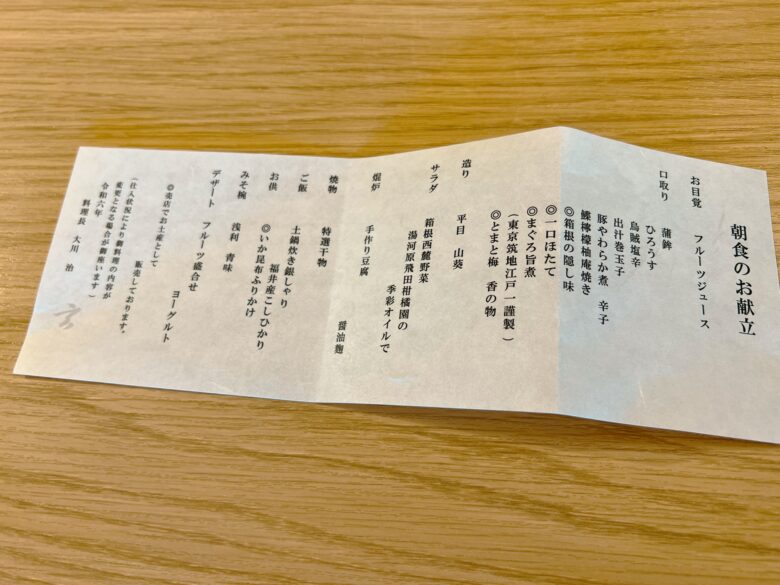 朝食のお献立
お目覚 フルーツジュース
口取り 蒲鉾
ひろうす
烏賊塩辛
出汁巻玉子
豚やわらか煮 辛子
鰈檸檬柚庵焼き
◎箱根の隠し味
◎一口ほたて
◎まぐろ旨煮
(東京筑地江戸一謹製)
◎とまと梅 香の物
造り 平目 山葵
サラダ 箱根西麓野菜
湯河原飛田柑橘園の
季彩オイルで
焜炉 手作り豆腐
醤油麹
焼物 特選干物
ご飯 土鍋炊き銀しゃり
福井産こしひかり
お供 ◎いか昆布ふりかけ
みそ椀 浅利 青味
デザート フルーツ盛合せ
ヨーグルト
◎売店でお土産として
販売しております。
(仕入状況により御料理の内容が
変更となる場合が御座います)
令和六年
料理長 大川 治